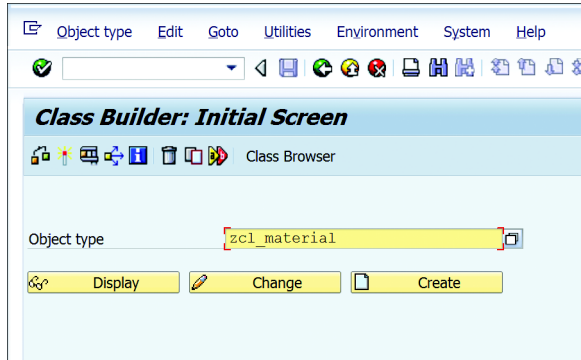 Object type Edit Goto Utilities Environment System Help
Class Builder: Initial Screen
Class Browser
Object type zcl_material
Display Change Create